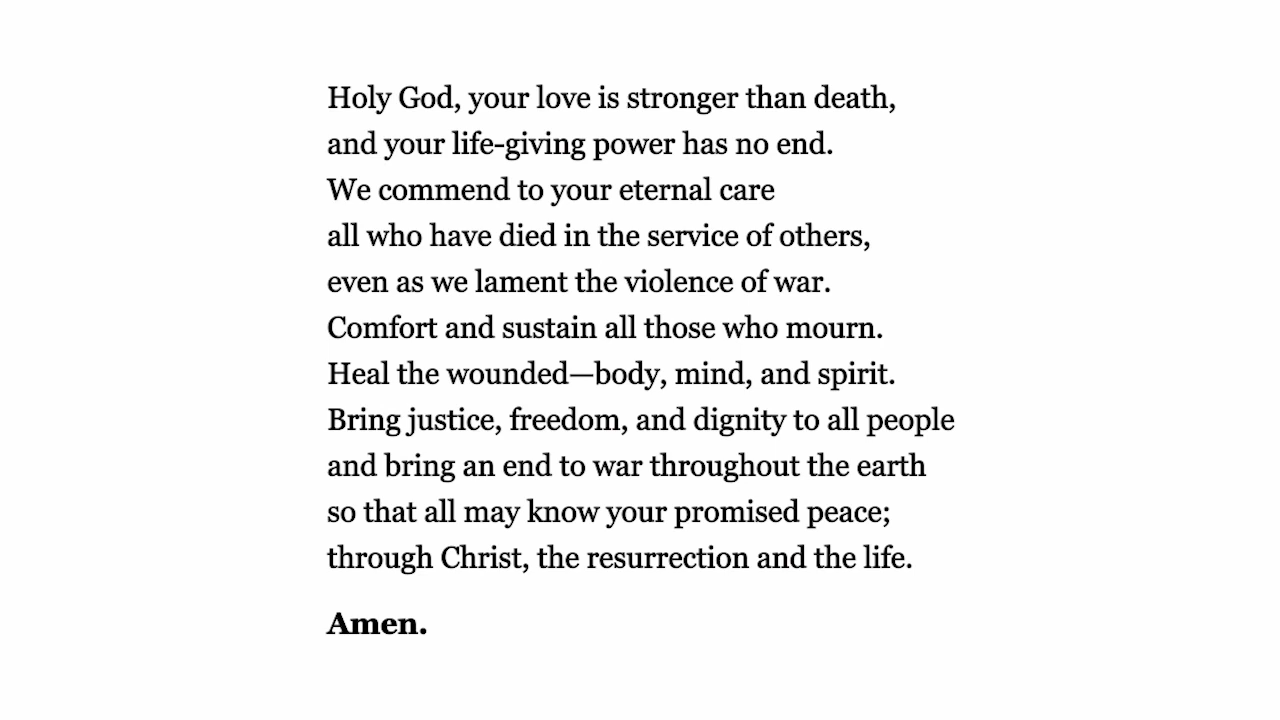 Holy God, your love is stronger than death,
and your life-giving power has no end.
We commend to your eternal care
all who have died in the service of others,
even as we lament the violence of war.
Comfort and sustain all those who mourn.
Heal the wounded—body, mind, and spirit.
Bring justice, freedom, and dignity to all people
and bring an end to war throughout the earth
so that all may know your promised peace;
through Christ, the resurrection and the life.
Amen.